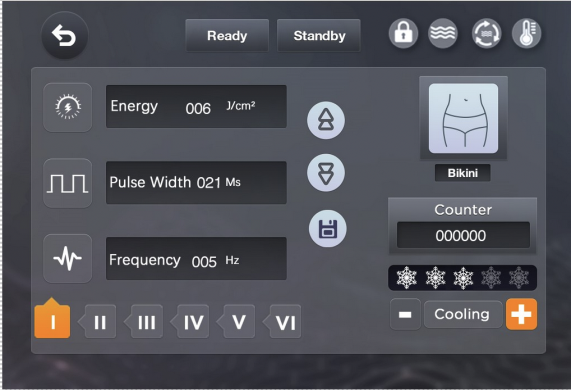 Ready Standby
Energy 006 J/cm²
Pulse Width 021 Ms
Frequency 005 Hz
Bikini
Counter
000000
- Cooling +
I II III IV V VI